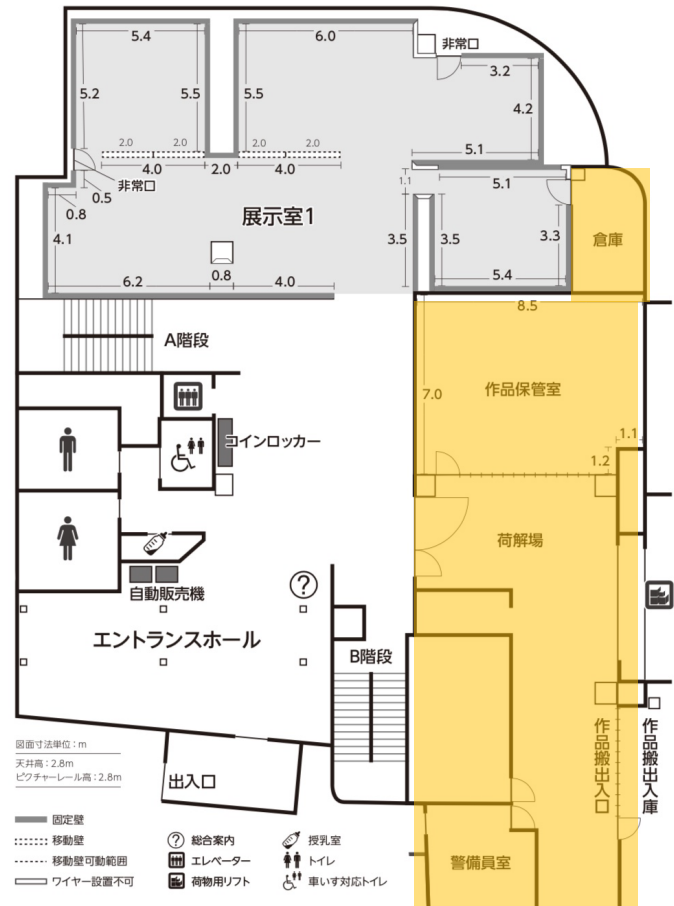 5.4
6.0
非常口
3.2
5.2
5.5
5.5
4.2
2.0
2.0
2.0
2.0
5.1
4.0
2.0
4.0
非常口
0.5
0.8
1.1
5.1
展示室1
4.1
3.5
3.5
3.3
倉庫
6.2
0.8
4.0
5.4
8.5
A階段
7.0
作品保管室
1.1
コインロッカー
1.2
荷解場
自動販売機
?
エントランスホール
B階段
図面寸法単位:m
天井高:2.8m
ピクチャーレール高:2.8m
出入口
作品搬出入口
作品搬出入庫
固定壁
移動壁
移動壁可動範囲
ワイヤー設置不可
? 総合案内
エレベーター
荷物用リフト
授乳室
トイレ
車いす対応トイレ
警備員室